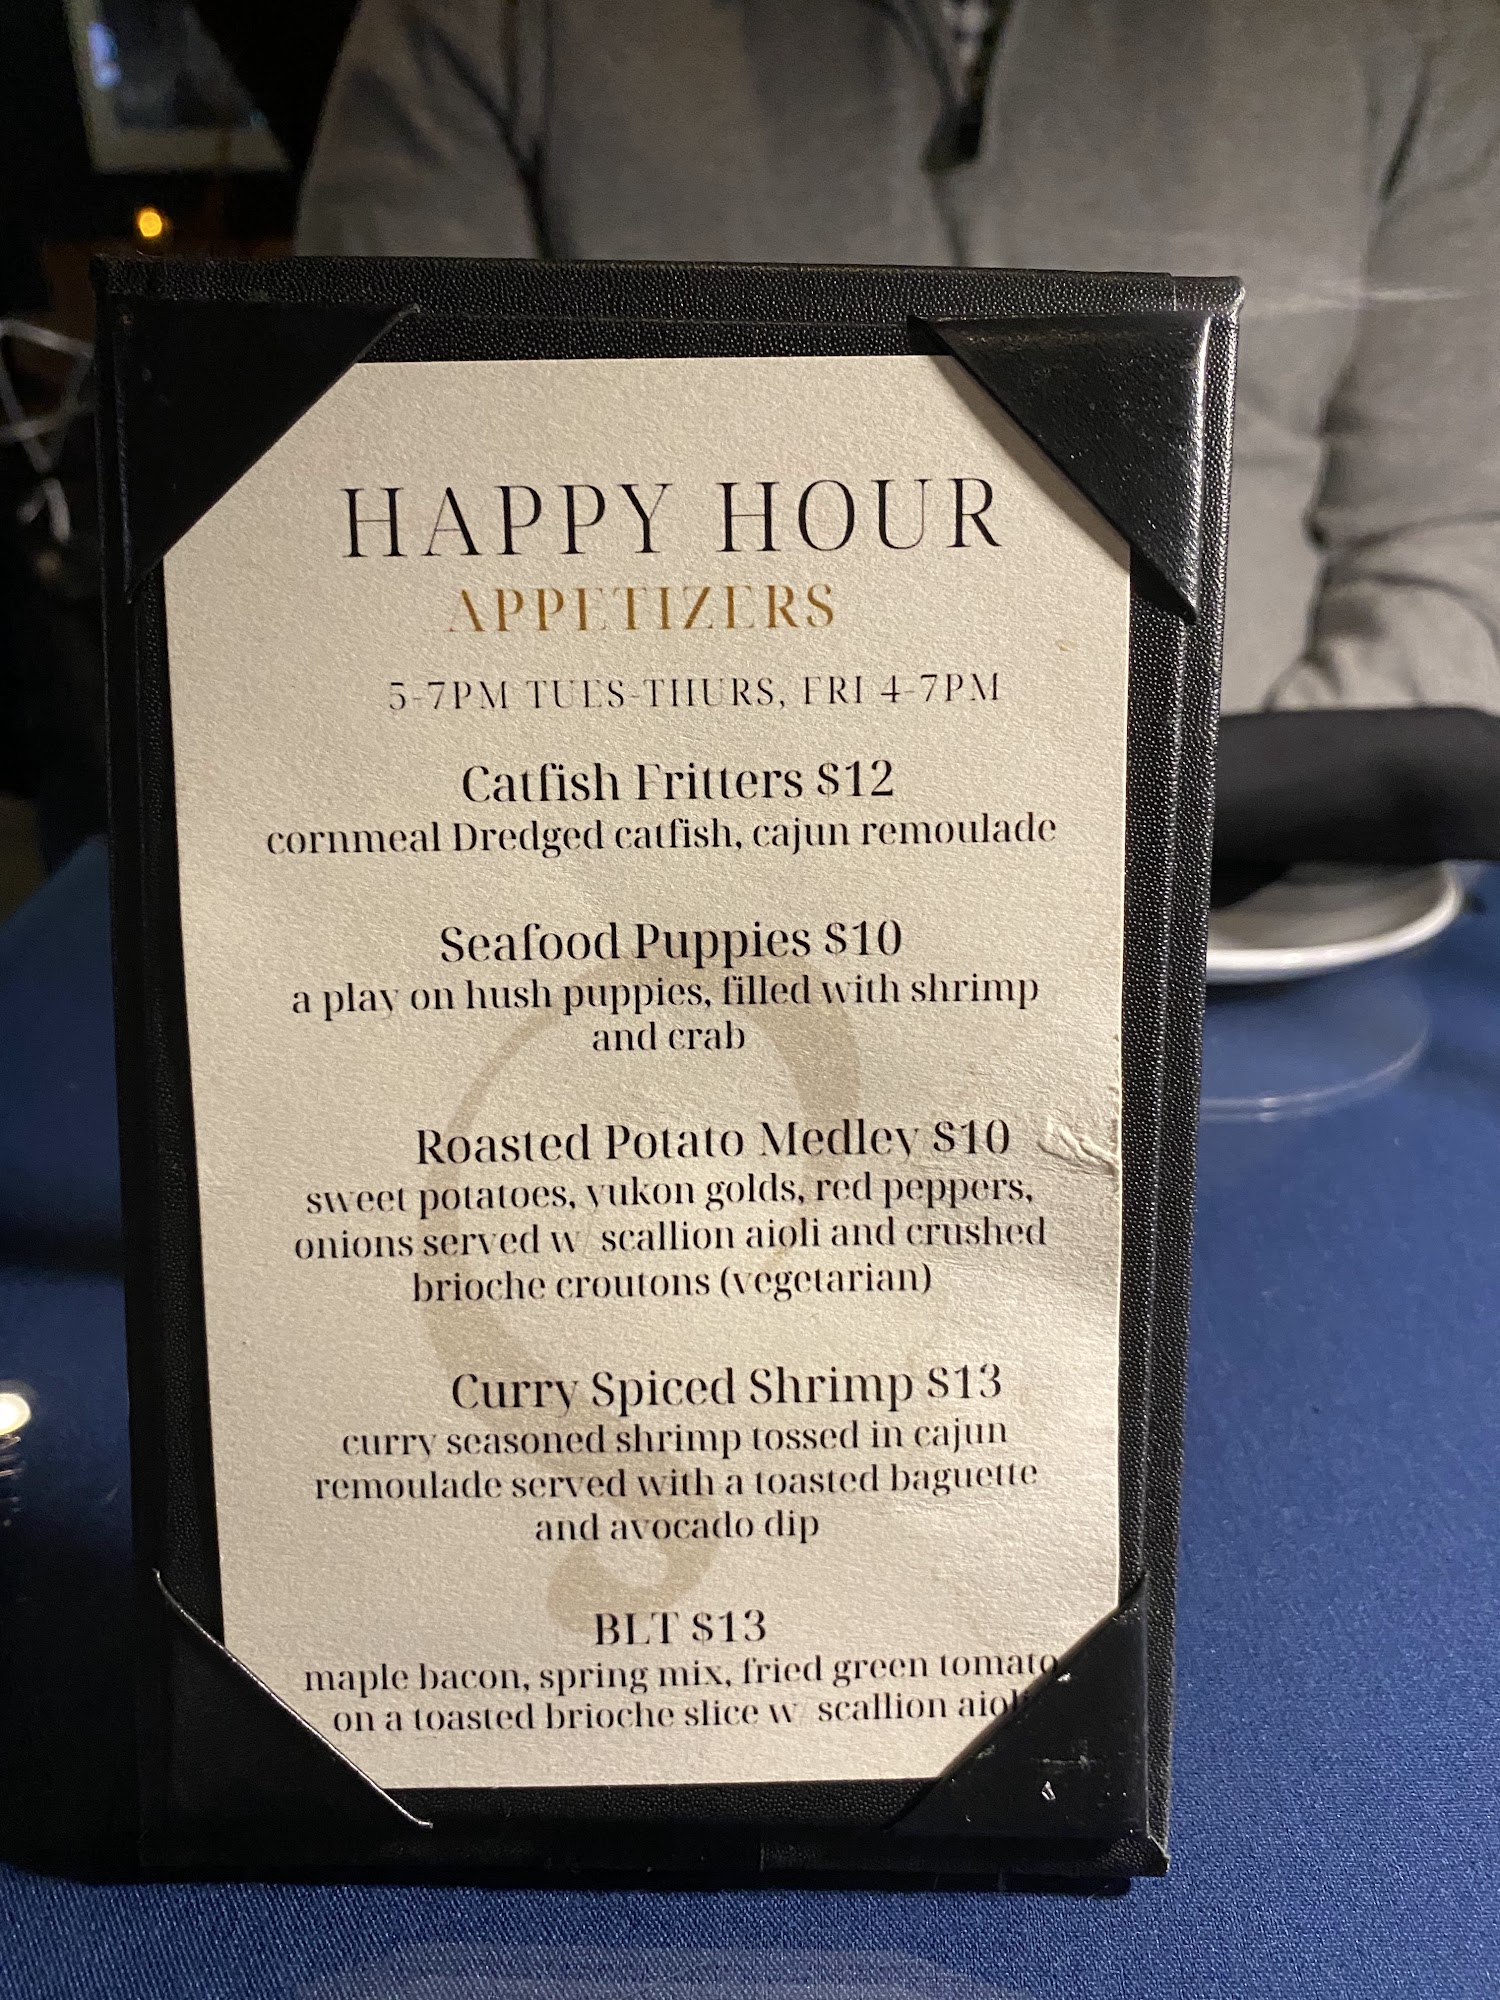 HAPPY HOUR
APPETIZERS
5-7PM TUES-THURS, FRI 4-7PM
Catfish Fritters $12
cornmeal Dredged catfish, cajun remoulade
Seafood Puppies $10
a play on hush puppies, filled with shrimp
and crab
Roasted Potato Medley $10
sweet potatoes, yukon golds, red peppers,
onions served w/ scallion aioli and crushed
brioche croutons (vegetarian)
Curry Spiced Shrimp $13
curry seasoned shrimp tossed in cajun
remoulade served with a toasted baguette
and avocado dip
BLT $13
maple bacon, spring mix, fried green tomato,
on a toasted brioche slice w/ scallion aioli